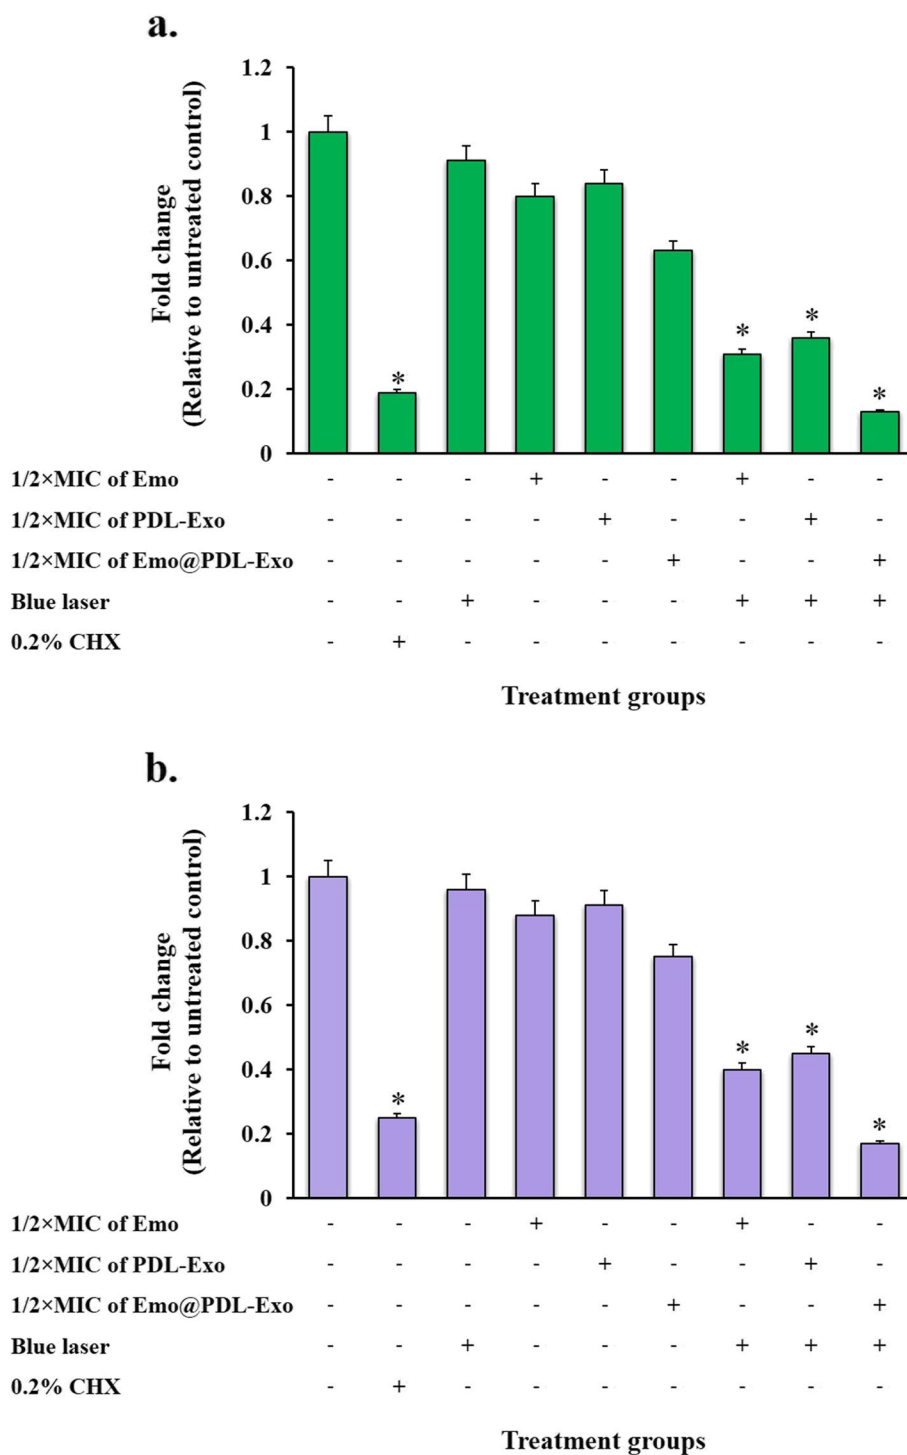 a.
Fold change
(Relative to untreated control)
1.2
1
0.8
0.6
0.4
0.2
0
*
*
*
*
1/2×MIC of Emo - - - + - - + - -
1/2×MIC of PDL-Exo - - - - + - - + -
1/2×MIC of Emo@PDL-Exo - - - - - + - - +
Blue laser - - + - - - + + +
0.2% CHX - + - - - - - - -
Treatment groups
b.
Fold change
(Relative to untreated control)
1.2
1
0.8
0.6
0.4
0.2
0
*
*
*
*
1/2×MIC of Emo - - - + - - + - -
1/2×MIC of PDL-Exo - - - - + - - + -
1/2×MIC of Emo@PDL-Exo - - - - - + - - +
Blue laser - - + - - - + + +
0.2% CHX - + - - - - - - -
Treatment groups